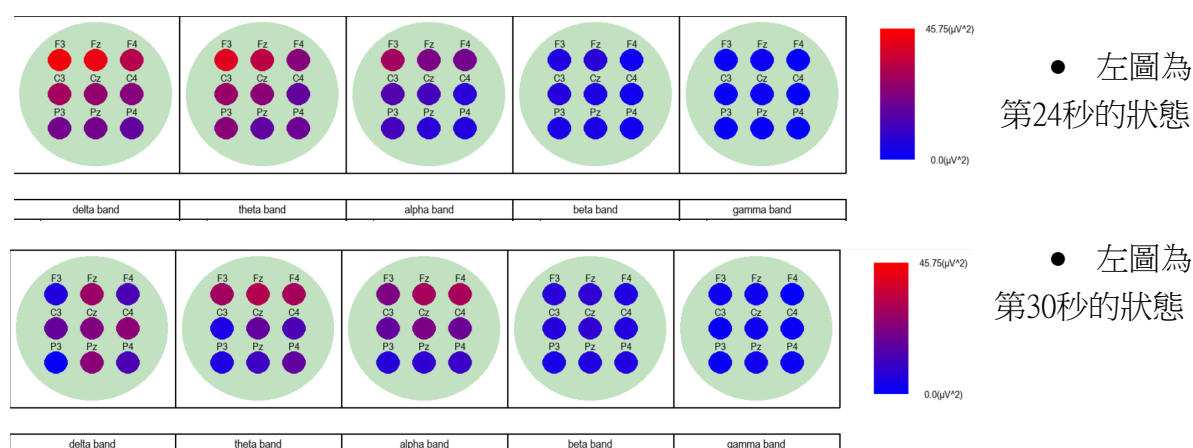 F3 Fz F4 F3 Fz F4 F3 Fz F4 F3 Fz F4 F3 Fz F4 45.75(μV^2)
C3 Cz C4 C3 Cz C4 C3 Cz C4 C3 Cz C4 C3 Cz C4
P3 Pz P4 P3 Pz P4 P3 Pz P4 P3 Pz P4 P3 Pz P4
0.0(μV^2)
● 左圖為
第24秒的狀態
delta band theta band alpha band beta band gamma band
F3 Fz F4 F3 Fz F4 F3 Fz F4 F3 Fz F4 F3 Fz F4 45.75(μV^2)
C3 Cz C4 C3 Cz C4 C3 Cz C4 C3 Cz C4 C3 Cz C4
P3 Pz P4 P3 Pz P4 P3 Pz P4 P3 Pz P4 P3 Pz P4
0.0(μV^2)
● 左圖為
第30秒的狀態
delta band theta band alpha band beta band gamma band